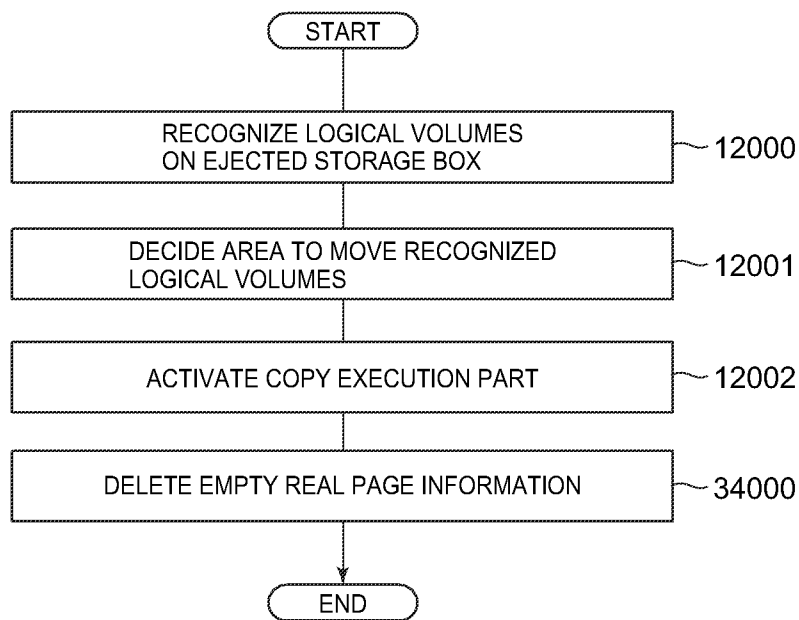 START
RECOGNIZE LOGICAL VOLUMES
ON EJECTED STORAGE BOX
12000
DECIDE AREA TO MOVE RECOGNIZED
LOGICAL VOLUMES
12001
ACTIVATE COPY EXECUTION PART
12002
DELETE EMPTY REAL PAGE INFORMATION
34000
END